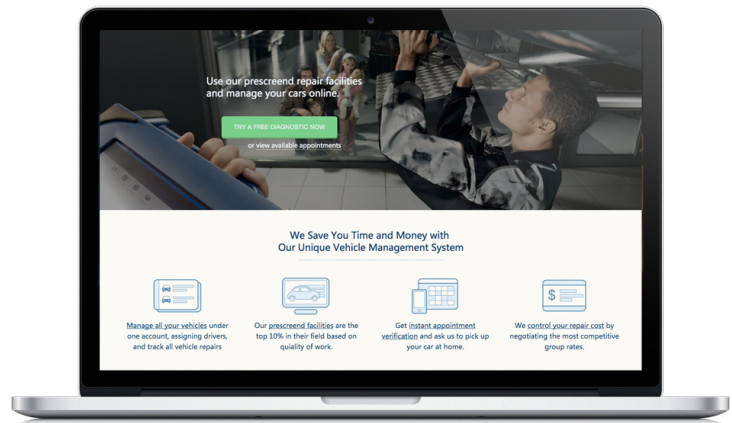 Use our prescreend repair facilities
and manage your cars online.
TRY A FREE DIAGNOSTIC NOW
or view available appointments
We Save You Time and Money with
Our Unique Vehicle Management System
Manage all your vehicles under
one account, assigning drivers,
and track all vehicle repairs
Our prescreend facilities are the
top 10% in their field based on
quiality of work.
Get instant appointment
verification and ask us to pick up
your car at home.
$
We control your repair cost by
negotiating the most competitive
group rates.